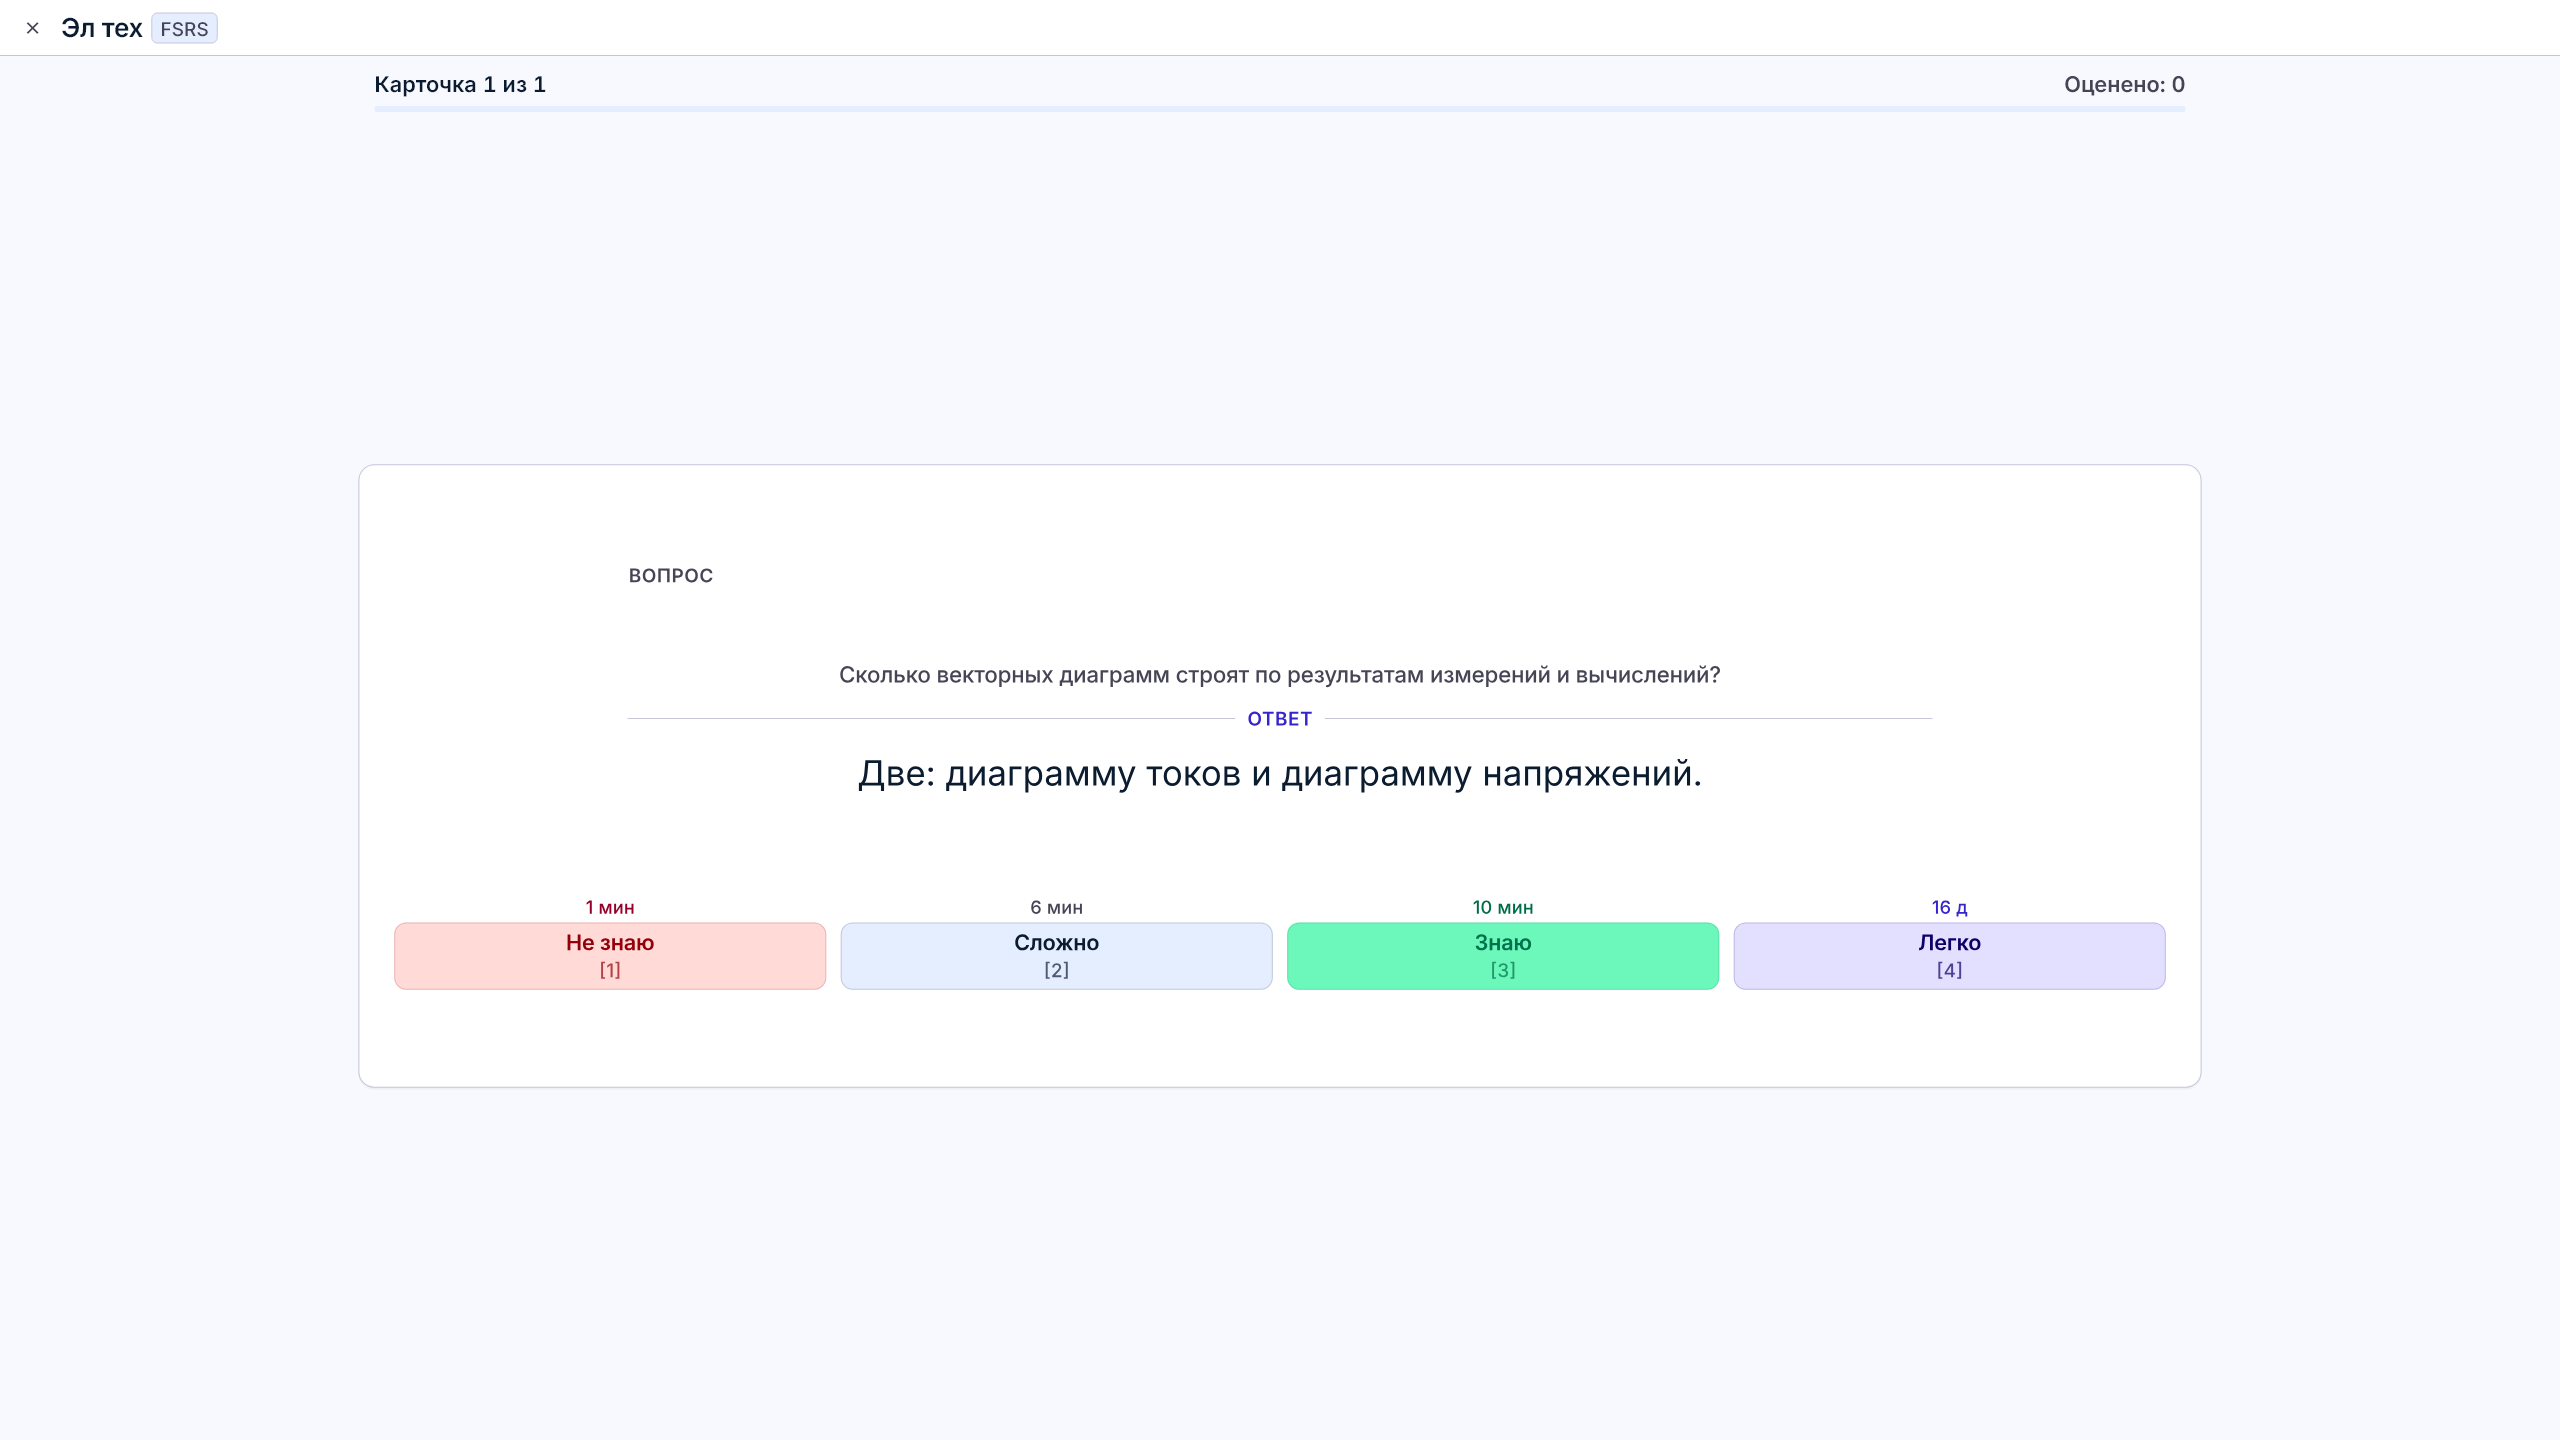 Эл тех FSRS
Карточка 1 из 1
Оценено: 0
ВОПРОС
Сколько векторных диаграмм строят по результатам измерений и вычислений?
ОТВЕТ
Две: диаграмму токов и диаграмму напряжений.
1 мин
Не знаю
[1]
6 мин
Сложно
[2]
10 мин
Знаю
[3]
16 д
Легко
[4]